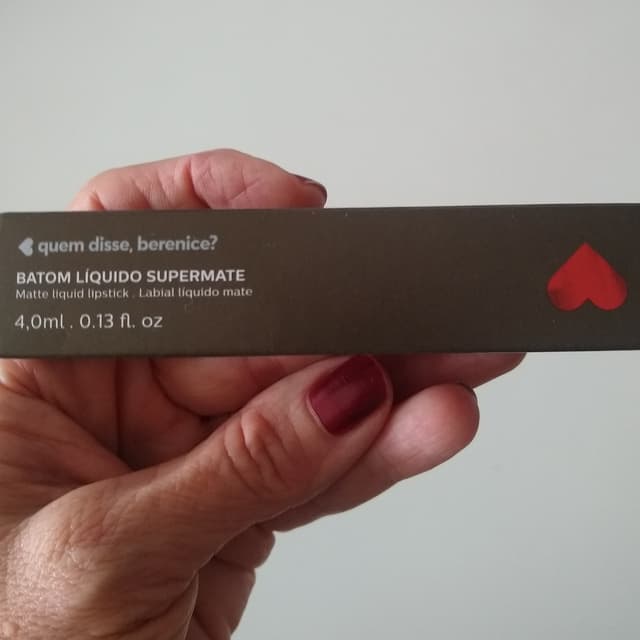 quem disse, berenice?
BATOM LÍQUIDO SUPERMATE
Matte liquid lipstick . Labial líquido mate
4,0ml . 0.13 fl. oz